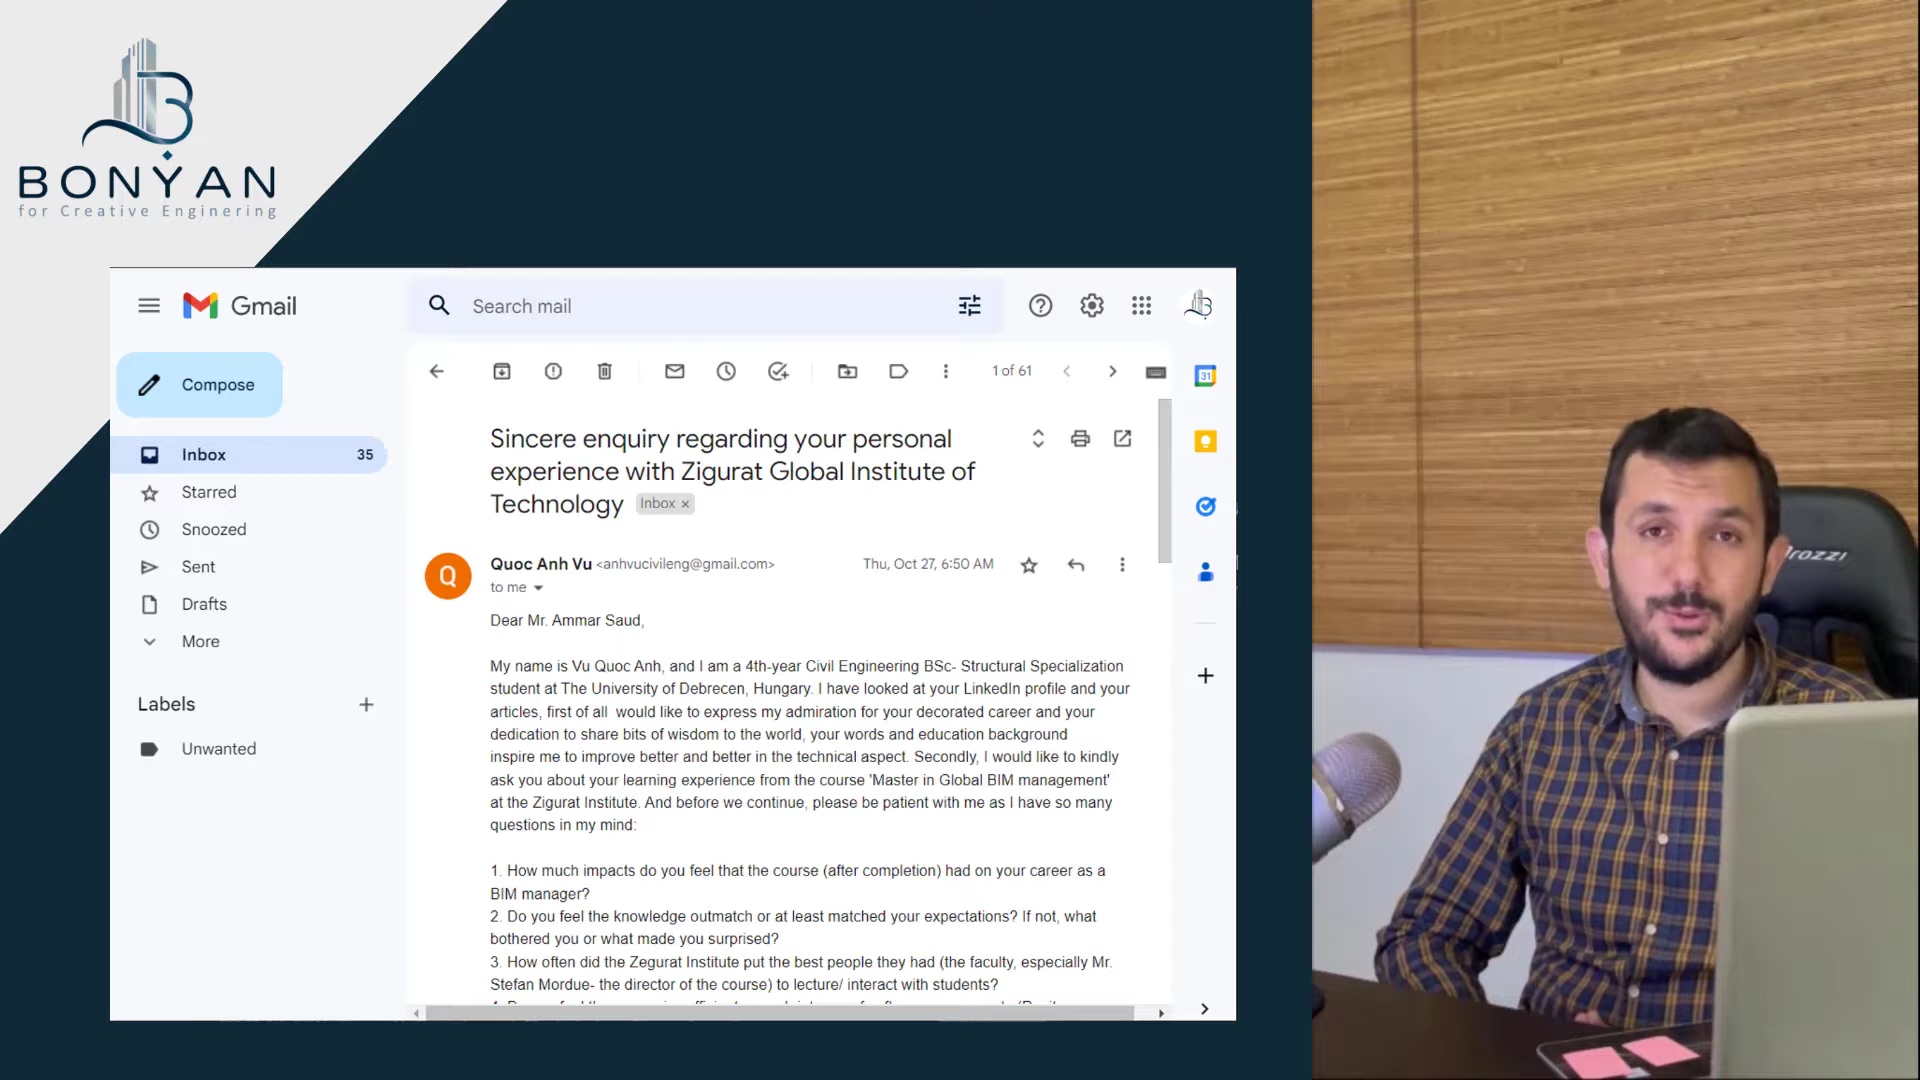 BONYAN
for Creative Enginering
Gmail
Search mail
Compose
Inbox 35
Starred
Snoozed
Sent
Drafts
More
Labels
Unwanted
1 of 61
31
Sincere enquiry regarding your personal
experience with Zigurat Global Institute of
Technology Inbox ×
Q
Quoc Anh Vu <anhvucivileng@gmail.com> Thu, Oct 27, 6:50 AM
to me
Dear Mr. Ammar Saud,
My name is Vu Quoc Anh, and I am a 4th-year Civil Engineering BSc- Structural Specialization
student at The University of Debrecen, Hungary. I have looked at your LinkedIn profile and your
articles, first of all would like to express my admiration for your decorated career and your
dedication to share bits of wisdom to the world, your words and education background
inspire me to improve better and better in the technical aspect. Secondly, I would like to kindly
ask you about your learning experience from the course 'Master in Global BIM management'
at the Zigurat Institute. And before we continue, please be patient with me as I have so many
questions in my mind:
1. How much impacts do you feel that the course (after completion) had on your career as a
BIM manager?
2. Do you feel the knowledge outmatch or at least matched your expectations? If not, what
bothered you or what made you surprised?
3. How often did the Zegurat Institute put the best people they had (the faculty, especially Mr.
Stefan Mordue- the director of the course) to lecture/ interact with students?